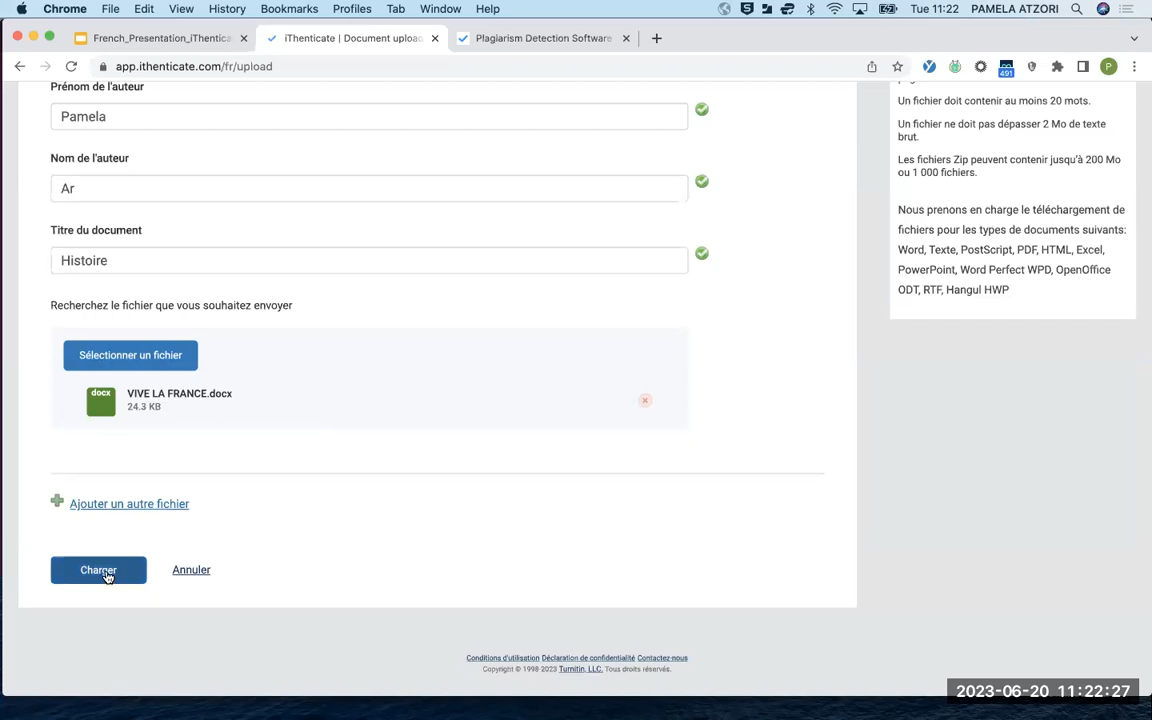 Chrome File Edit View History Bookmarks Profiles Tab Window Help Tue 11:22 PAMELA ATZORI
French_Presentation_iThentica
iThenticate | Document upload
Plagiarism Detection Software
app.ithenticate.com/fr/upload
491
P
Prénom de l'auteur
Pamela
Nom de l'auteur
Ar
Titre du document
Histoire
Recherchez le fichier que vous souhaitez envoyer
Sélectionner un fichier
docx
VIVE LA FRANCE.docx
24.3 KB
Ajouter un autre fichier
Charger
Annuler
Un fichier doit contenir au moins 20 mots.
Un fichier ne doit pas dépasser 2 Mo de texte
brut.
Les fichiers Zip peuvent contenir jusqu'à 200 Mo
ou 1 000 fichiers.
Nous prenons en charge le téléchargement de
fichiers pour les types de documents suivants:
Word, Texte, PostScript, PDF, HTML, Excel,
PowerPoint, Word Perfect WPD, OpenOffice
ODT, RTF, Hangul HWP
Conditions d'utilisation Déclaration de confidentialité Contactez-nous
Copyright © 1998-2023 Turnitin, LLC. Tous droits réservés.
2023-06-20 11:22:27